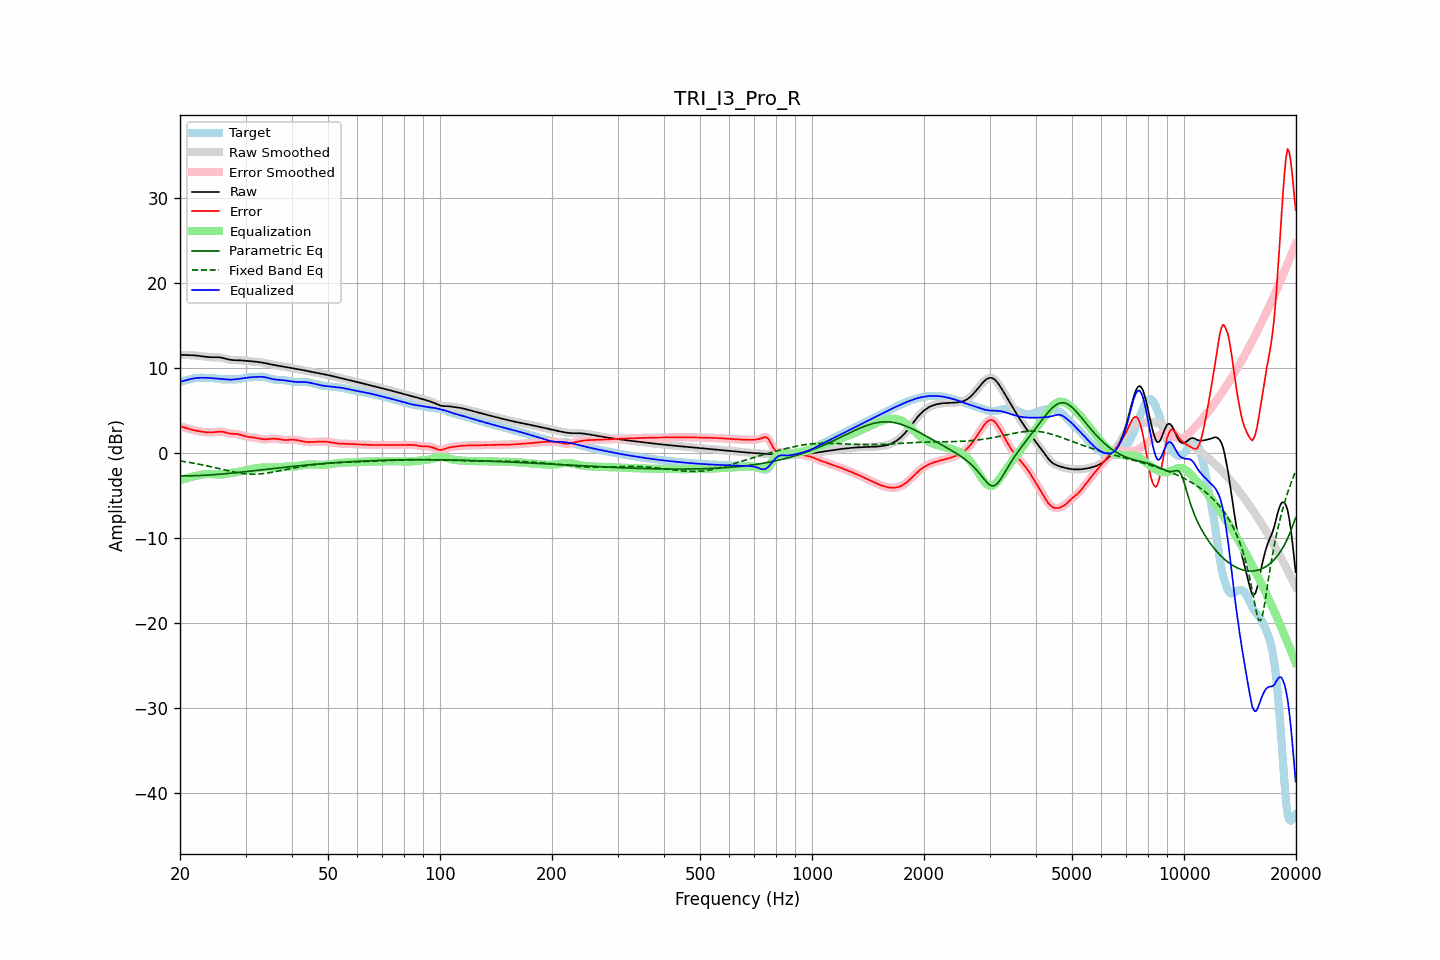 TRI_I3_Pro_R
Target
Raw Smoothed
Error Smoothed
Raw
Error
Equalization
Parametric Eq
Fixed Band Eq
Equalized
Amplitude (dBr)
30
20
10
0
−10
−20
−30
−40
20
50
100
200
500
1000
2000
5000
10000
20000
Frequency (Hz)